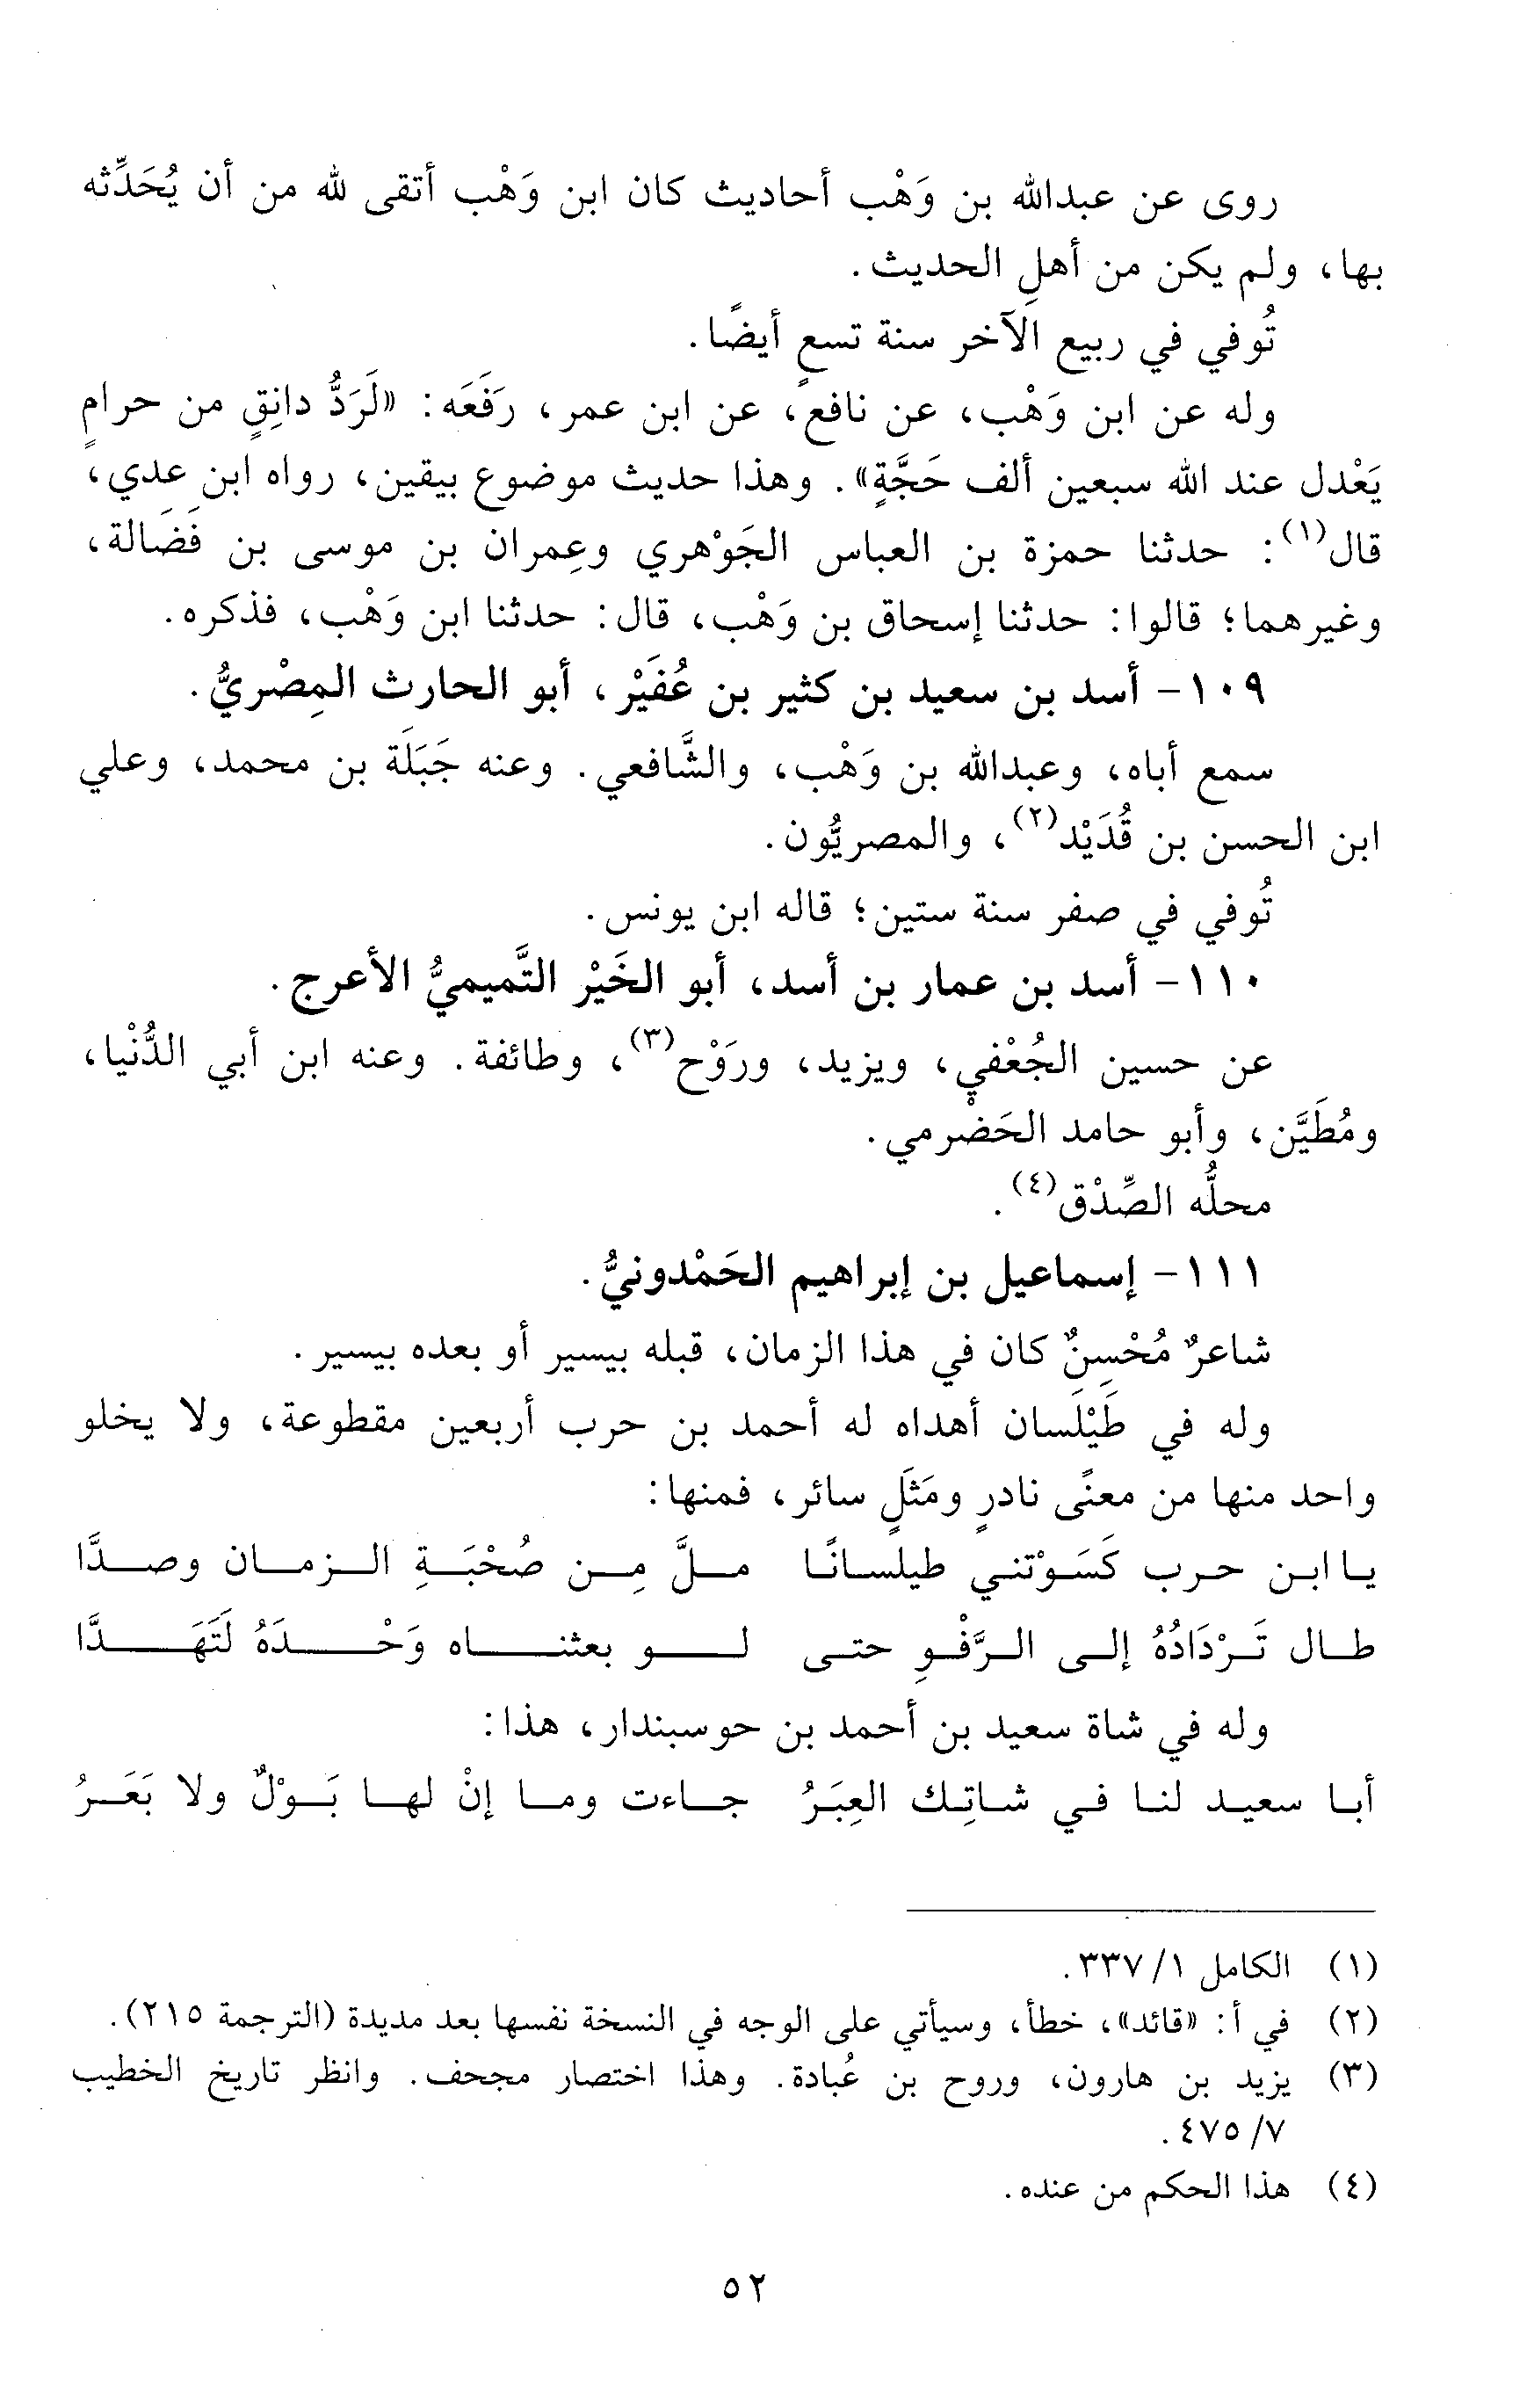 روى عن عبدالله بن وَهْب أحاديث كان ابن وَهْب أتقى لله من أن يُحَدِّثه
بها، ولم يكن من أهلِ الحديث.
تُوفي في ربيع الآخر سنة تسعٍ أيضًا.
وله عن ابن وَهْب، عن نافع، عن ابن عمر، رَفَعَه: «لَرَدُّ دانِقٍ من حرامٍ
يَعْدل عند الله سبعين ألف حَجَّةٍ». وهذا حديث موضوع بيقين، رواه ابن عَدِي،
قال(١): حدثنا حمزة بن العباس الجَوْهري وعِمران بن موسى بن فَضَالة،
وغيرهما؛ قالوا: حدثنا إسحاق بن وَهْب، قال: حدثنا ابن وَهْب، فذكره.
١٠٩- أسد بن سعيد بن كثير بن عُفَيْر، أبو الحارث المِصْريُّ.
سمع أباه، وعبدالله بن وَهْب، والشَّافعي. وعنه جَبَلَة بن محمد، وعلي
ابن الحسن بن قُدَيْد(٢)، والمصريُّون.
تُوفي في صفر سنة ستين؛ قاله ابن يونس.
١١٠- أسد بن عمار بن أسد، أبو الخَيْر التَّميميُّ الأعرج.
عن حسين الجُعْفي، ويزيد، ورَوْح(٣)، وطائفة. وعنه ابن أبي الدُّنْيا،
ومُطَيَّن، وأبو حامد الحَضْرمي.
محلُّه الصِّدْق(٤).
١١١- إسماعيل بن إبراهيم الحَمْدونيُّ.
شاعرٌ مُحْسِنٌ كان في هذا الزمان، قبله بيسير أو بعده بيسير.
وله في طَيْلَسان أهداه له أحمد بن حرب أربعين مقطوعة، ولا يخلو
واحد منها من معنًى نادرٍ ومَثَلٍ سائر، فمنها:
يا ابن حرب كَسَوْتني طيلسانًا ملَّ مِن صُحْبَةِ الزمان وصدَّا
طال تَرْدَادُهُ إلى الرَّفْوِ حتى لو بعثناه وَحْدَهُ لَتَهَدَّا
وله في شاة سعيد بن أحمد بن حوسبندار، هذا:
أبا سعيد لنا في شاتِك العِبَرُ جاءت وما إنْ لها بَوْلٌ ولا بَعَرُ
(١) الكامل ١/ ٣٣٧.
(٢) في أ: «قائد»، خطأ، وسيأتي على الوجه في النسخة نفسها بعد مديدة (الترجمة ٢١٥).
(٣) يزيد بن هارون، وروح بن عُبادة. وهذا اختصار مجحف. وانظر تاريخ الخطيب
٧/ ٤٧٥.
(٤) هذا الحكم من عنده.
٥٢